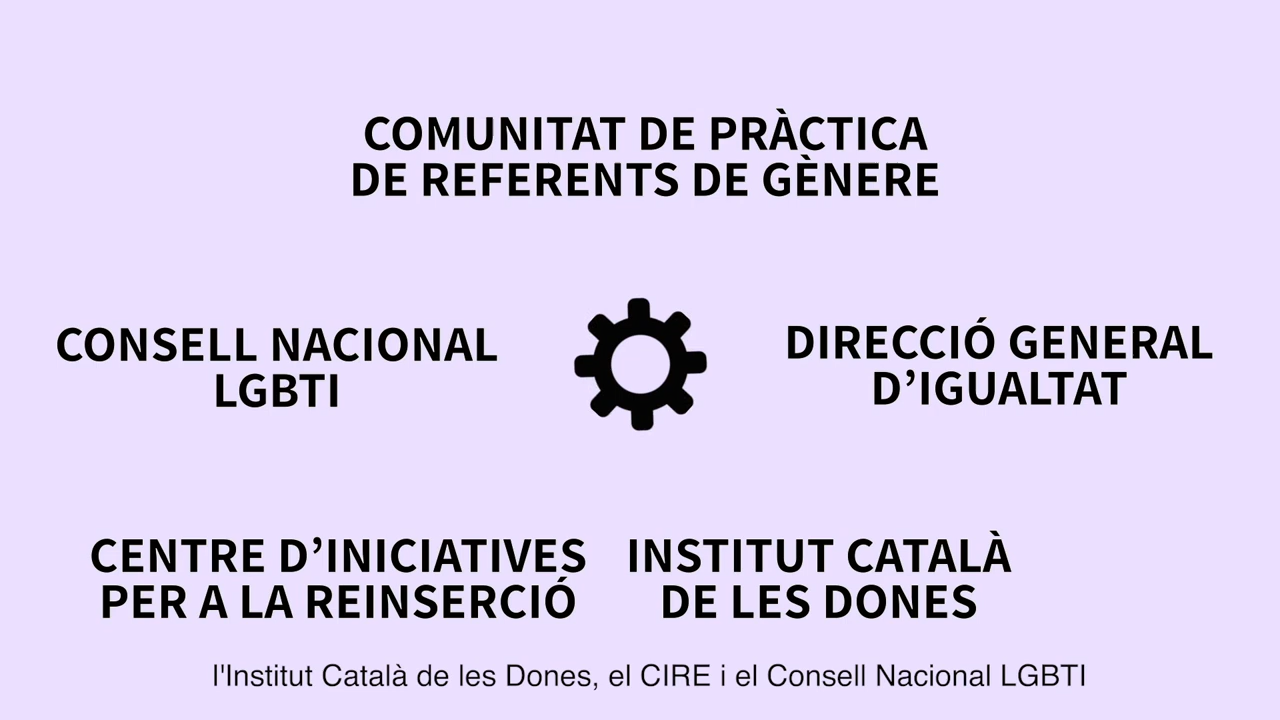 COMUNITAT DE PRÀCTICA
DE REFERENTS DE GÈNERE
CONSELL NACIONAL
LGBTI
DIRECCIÓ GENERAL
D’IGUALTAT
CENTRE D’INICIATIVES
PER A LA REINSERCIÓ
INSTITUT CATALÀ
DE LES DONES
l'Institut Català de les Dones, el CIRE i el Consell Nacional LGBTI